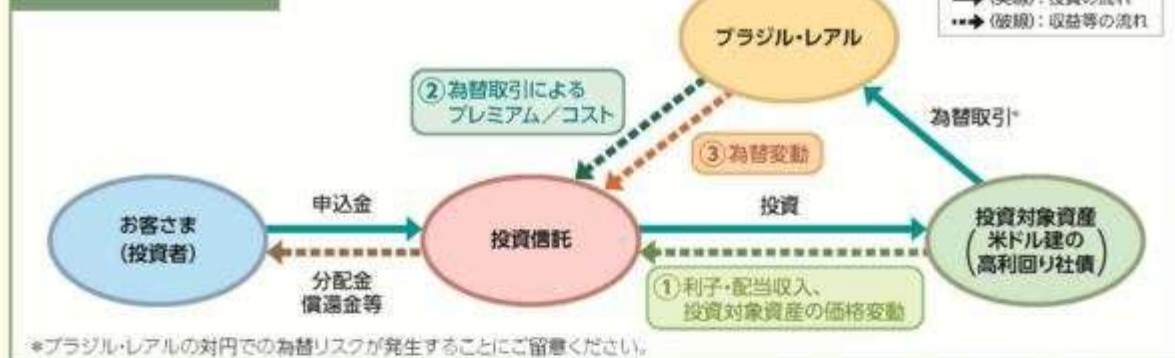 →(実線)：投資の流れ
(破線)：収益等の流れ
ブラジル・レアル
②為替取引による
プレミアム／コスト
為替取引*
③為替変動
お客さま
(投資者)
申込金
投資信託
投資
投資対象資産
米ドル建の
高利回り社債
分配金
償還金等
①利子・配当収入、
投資対象資産の価格変動
*ブラジル・レアルの対円での為替リスクが発生することにご留意ください。